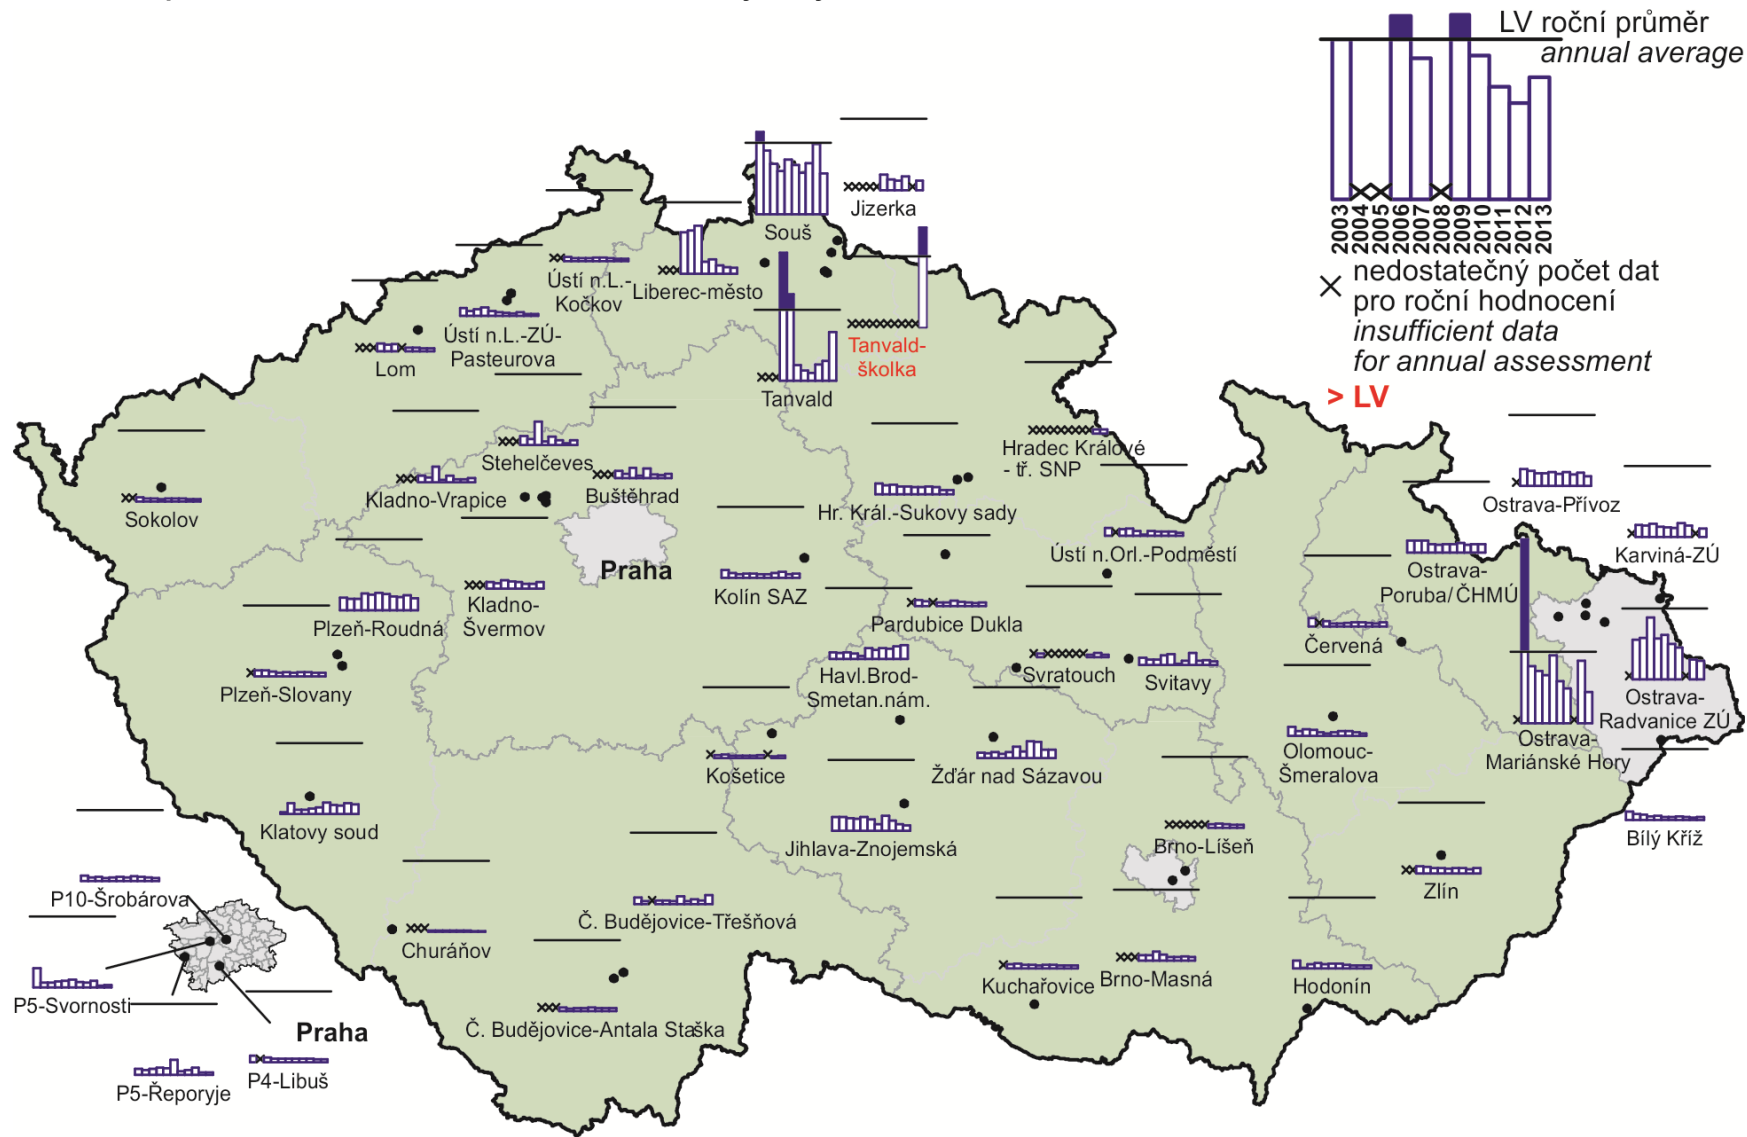 LV roční průměr
annual average
2003
2004
2005
2006
2007
2008
2009
2010
2011
2012
2013
nedostatečný počet dat
pro roční hodnocení
insufficient data
for annual assessment
> LV
Souš
Jizerka
Ústí n.L.-
Kočkov
Liberec-město
Ústí n.L.-ZÚ-
Pasteurova
Lom
Tanvald-
školka
Tanvald
Hradec Králové
- tř. SNP
Stehelčeves
Kladno-Vrapice
Buštěhrad
Sokolov
Hr. Král.-Sukovy sady
Ostrava-Přívoz
Karviná-ZÚ
Ústí n.Orl.-Podměstí
Ostrava-
Poruba/ČHMÚ
Praha
Kolín SAZ
Kladno-
Švermov
Plzeň-Roudná
Pardubice Dukla
Červená
Plzeň-Slovany
Havl.Brod-
Smetan.nám.
Svratouch
Svitavy
Ostrava-
Radvanice ZÚ
Ostrava-
Mariánské Hory
Košetice
Žďár nad Sázavou
Olomouc-
Šmeralova
Klatovy soud
Jihlava-Znojemská
Brno-Líšeň
Bílý Kříž
P10-Šrobárova
Zlín
Č. Budějovice-Třešňová
Churáňov
Kuchařovice
Brno-Masná
Hodonín
P5-Svornosti
Praha
Č. Budějovice-Antala Staška
P5-Řeporyje
P4-Libuš